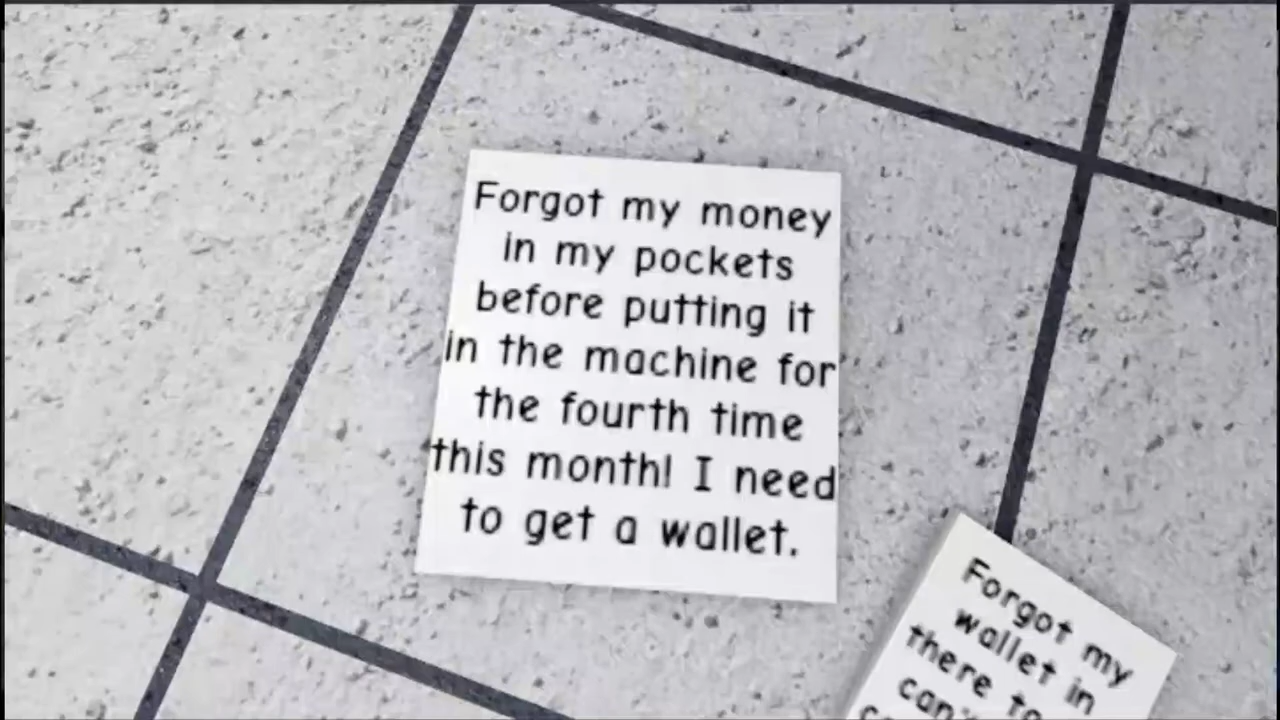 Forgot my money
in my pockets
before putting it
in the machine for
the fourth time
this month! I need
to get a wallet.
Forgot my
wallet in
there